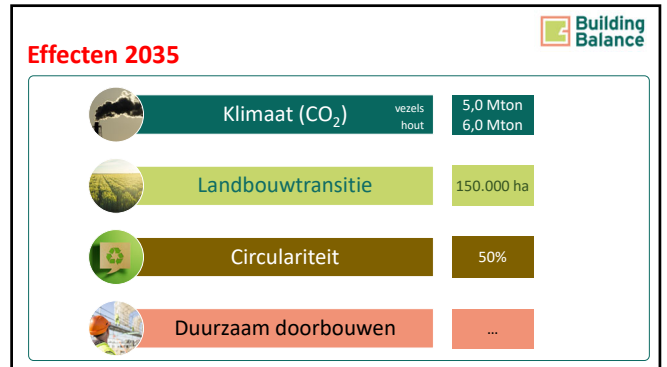 Building
Balance
Effecten 2035
Klimaat (CO₂) vezels 5,0 Mton
hout 6,0 Mton
Landbouwtransitie 150.000 ha
Circulariteit 50%
Duurzaam doorbouwen ...